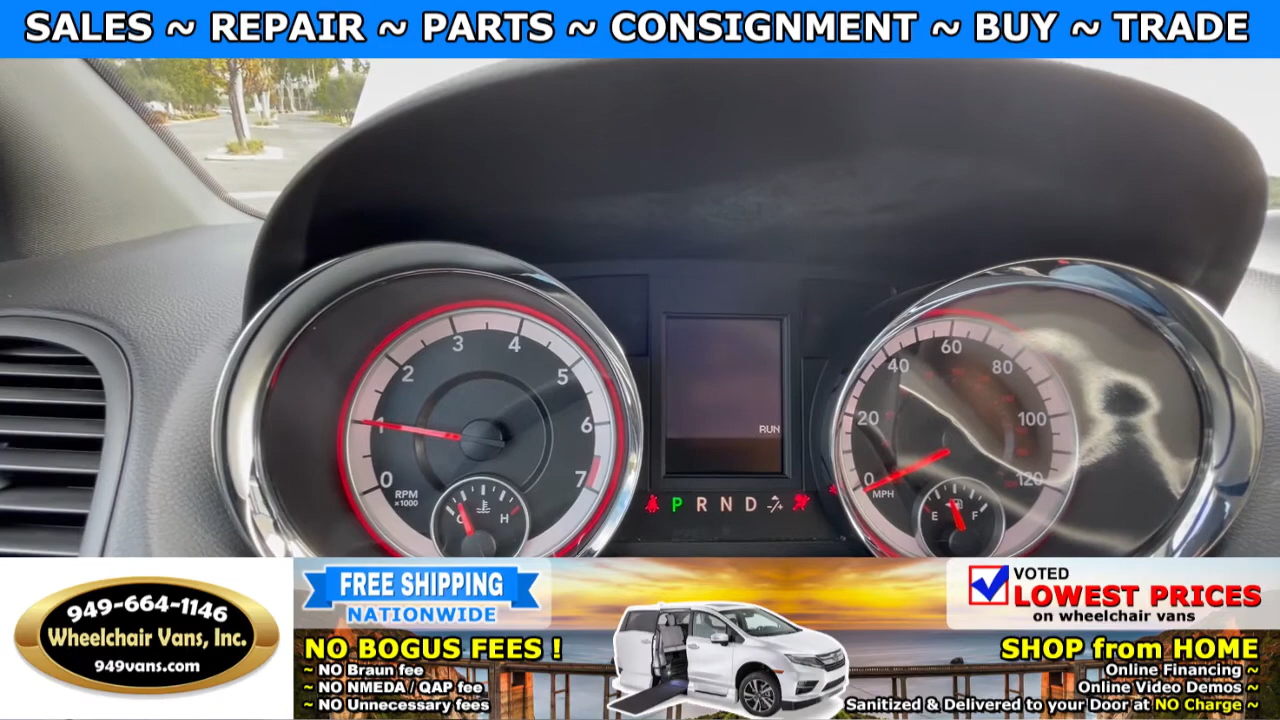 SALES ~ REPAIR ~ PARTS ~ CONSIGNMENT ~ BUY ~ TRADE
0 1 2 3 4 5 6 7
RPM
x1000
C H
RUN
P R N D -/+
0 20 40 60 80 100 120
MPH
E F
949-664-1146
Wheelchair Vans, Inc.
949vans.com
FREE SHIPPING
NATIONWIDE
NO BOGUS FEES !
~ NO Braun fee
~ NO NMEDA / QAP fee
~ NO Unnecessary fees
VOTED
LOWEST PRICES
on wheelchair vans
SHOP from HOME
Online Financing ~
Online Video Demos ~
Sanitized & Delivered to your Door at NO Charge ~